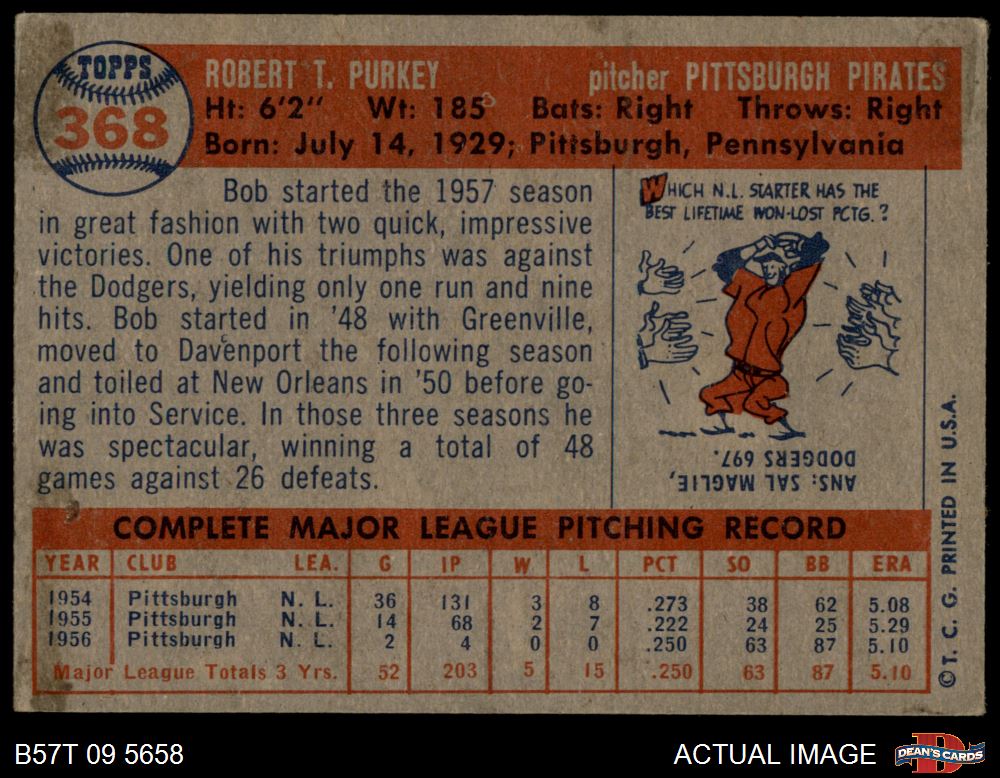 TOPPS
368
ROBERT T. PURKEY pitcher PITTSBURGH PIRATES
Ht: 6'2" Wt: 185 Bats: Right Throws: Right
Born: July 14, 1929; Pittsburgh, Pennsylvania
Bob started the 1957 season
in great fashion with two quick, impressive
victories. One of his triumphs was against
the Dodgers, yielding only one run and nine
hits. Bob started in '48 with Greenville,
moved to Davenport the following season
and toiled at New Orleans in '50 before go-
ing into Service. In those three seasons he
was spectacular, winning a total of 48
games against 26 defeats.
WHICH N.L. STARTER HAS THE
BEST LIFETIME WON-LOST PCTG.?
ANS: SAL MAGLIE,
DODGERS 697.
COMPLETE MAJOR LEAGUE PITCHING RECORD
YEAR CLUB LEA. G IP W L PCT SO BB ERA
1954 Pittsburgh N. L. 36 131 3 8 .273 38 62 5.08
1955 Pittsburgh N. L. 14 68 2 7 .222 24 25 5.29
1956 Pittsburgh N. L. 2 4 0 0 .250 63 87 5.10
Major League Totals 3 Yrs. 52 203 5 15 .250 63 87 5.10
©T. C. G. PRINTED IN U.S.A.
B57T 09 5658
ACTUAL IMAGE
D
DEAN'S CARDS